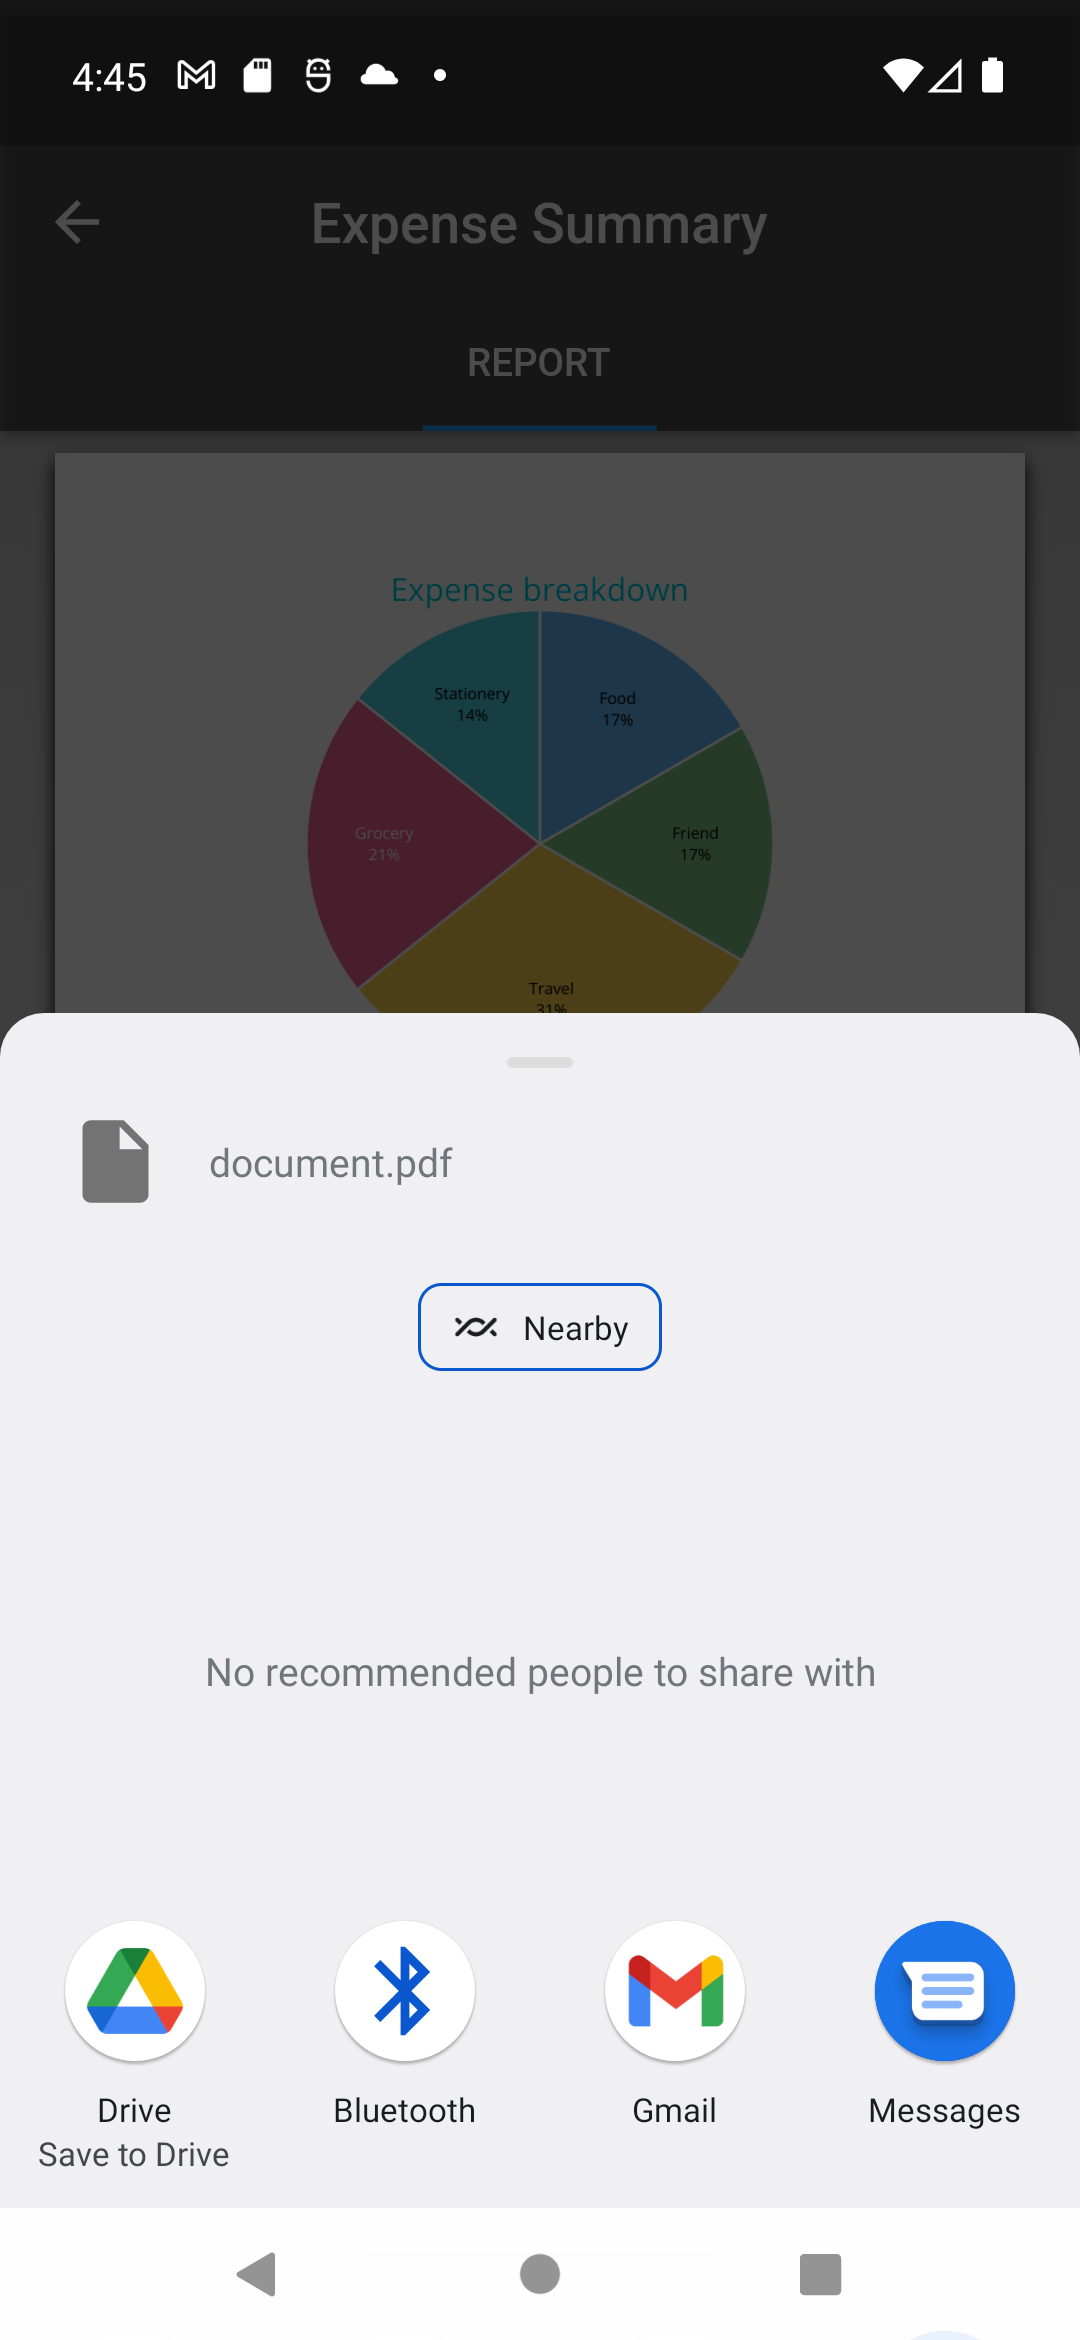 4:45
Expense Summary
REPORT
Expense breakdown
Stationery
14%
Food
17%
Grocery
21%
Friend
17%
Travel
31%
document.pdf
Nearby
No recommended people to share with
Drive
Save to Drive
Bluetooth
Gmail
Messages